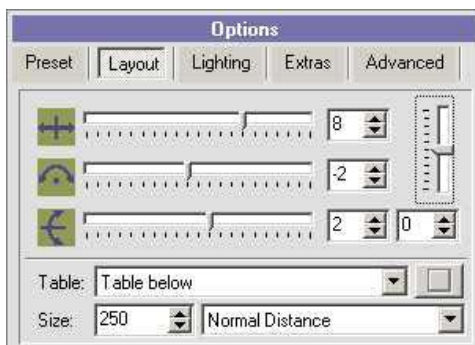 Options
Preset Layout Lighting Extras Advanced
8
-2
2 0
Table: Table below
Size: 250 Normal Distance